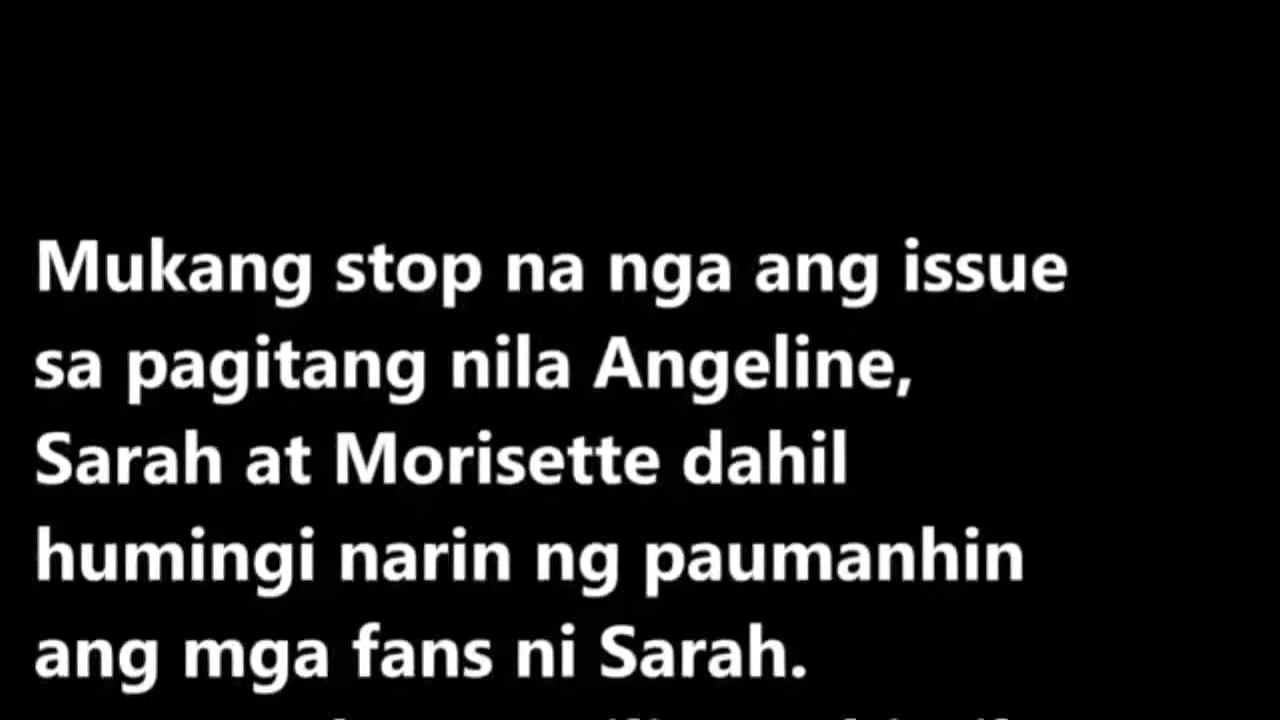 Mukang stop na nga ang issue
sa pagitang nila Angeline,
Sarah at Morisette dahil
humingi narin ng paumanhin
ang mga fans ni Sarah.